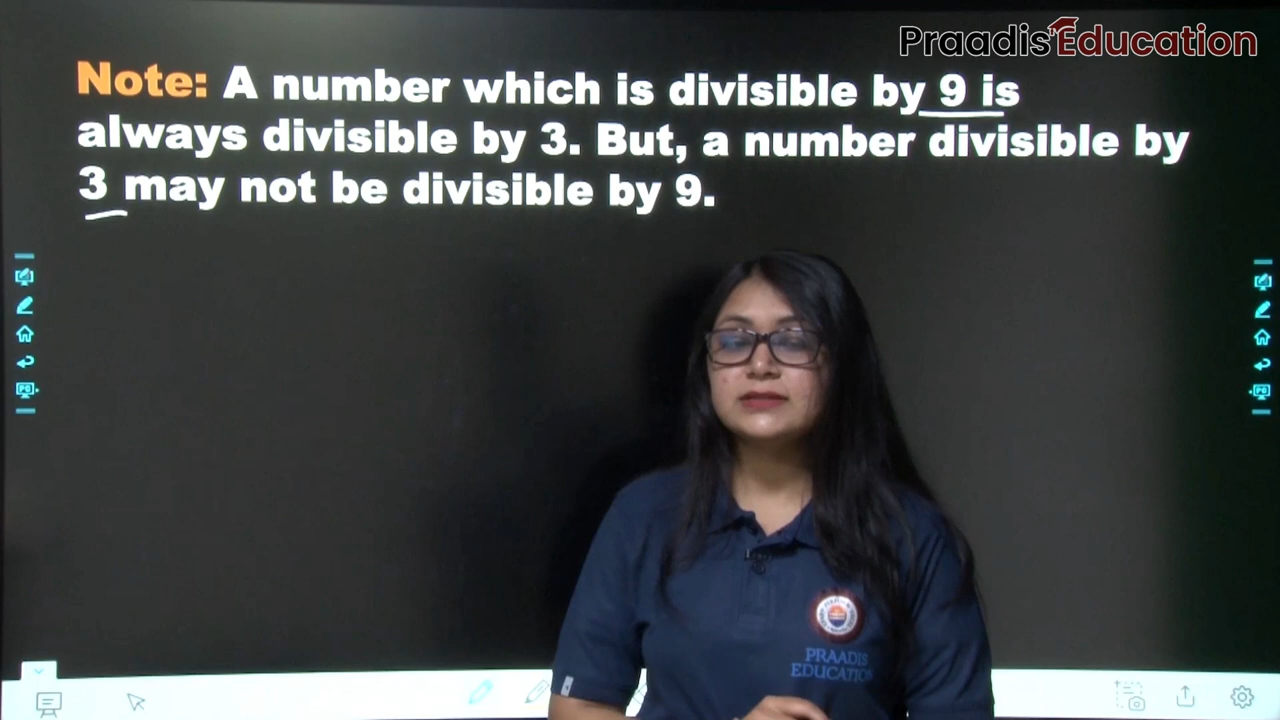 Praadis Education
Note: A number which is divisible by 9 is
always divisible by 3. But, a number divisible by
3 may not be divisible by 9.
PRAADIS
EDUCATION